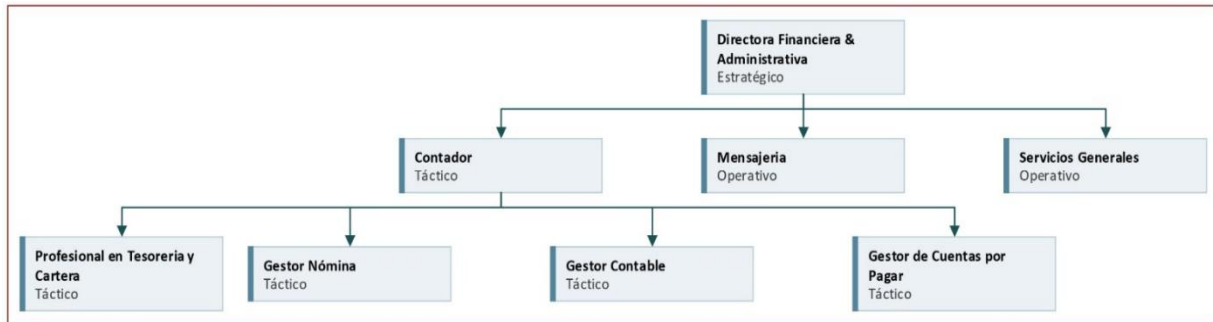 Directora Financiera &
Administrativa
Estratégico
Contador
Táctico
Mensajeria
Operativo
Servicios Generales
Operativo
Profesional en Tesoreria y
Cartera
Táctico
Gestor Nómina
Táctico
Gestor Contable
Táctico
Gestor de Cuentas por
Pagar
Táctico